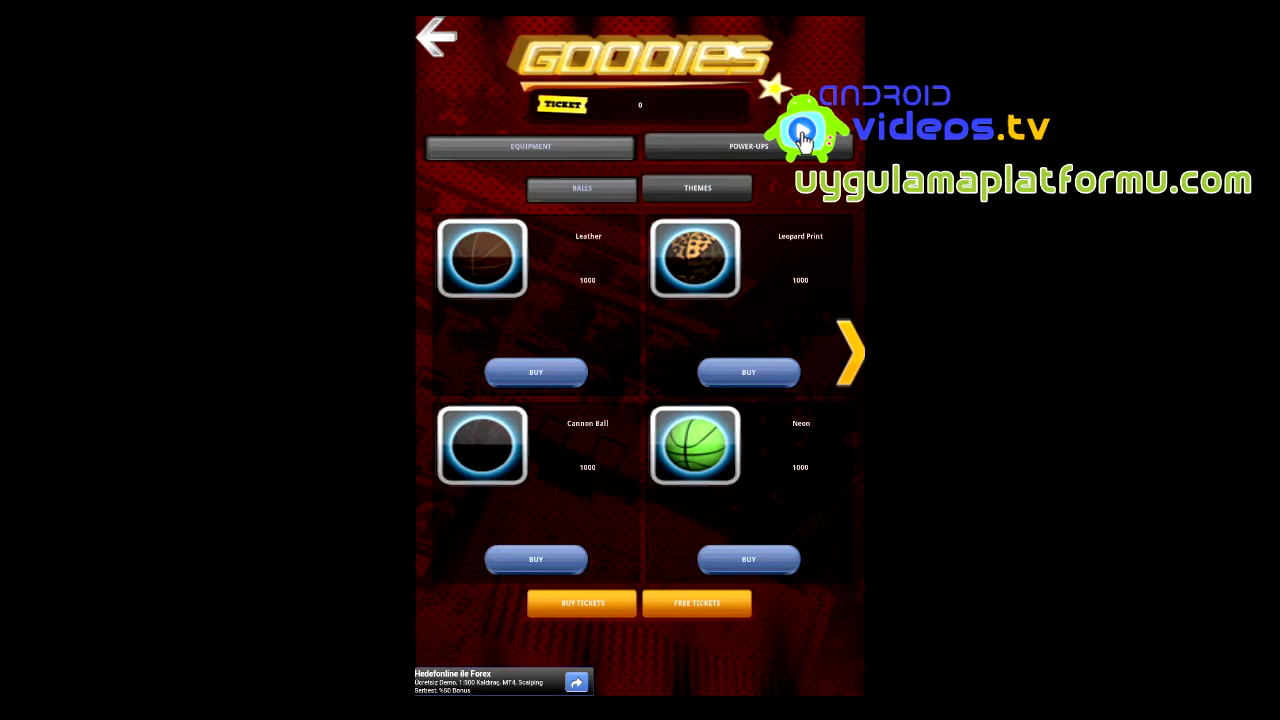 GOODIES
TICKET 0
ANDROID
videos.tv
EQUIPMENT POWER-UPS
uygulamaplatformu.com
BALLS THEMES
Leather
1000
BUY
Leopard Print
1000
BUY
Cannon Ball
1000
BUY
Neon
1000
BUY
BUY TICKETS FREE TICKETS
Hedefonline ile Forex
Ücretsiz Demo, 1:500 Kaldıraç, MT4, Scalping
Serbest, %50 Bonus